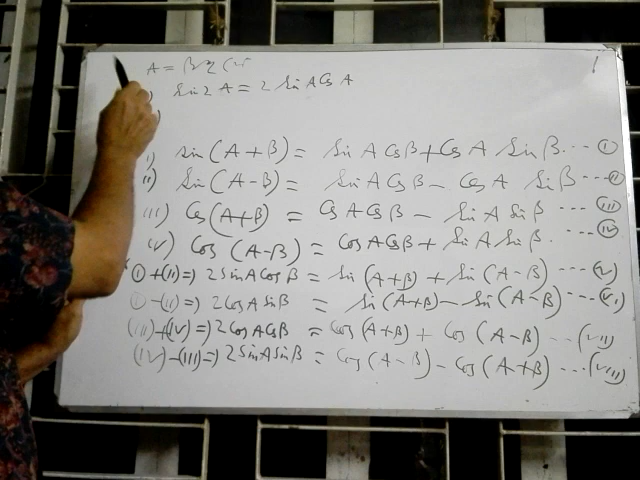 A = B
Sin 2A = 2 Sin A Cos A
i) sin (A + B) = Sin A Cos B + Cos A Sin B ... (I)
ii) Sin (A - B) = Sin A Cos B - Cos A Sin B --- (II)
iii) Cos (A + B) = Cos A Cos B - Sin A Sin B --- (III)
iv) Cos (A - B) = Cos A Cos B + Sin A Sin B. --- (IV)
(I) + (II) => 2 Sin A Cos B = Sin (A + B) + Sin (A - B) --- (V)
(I) - (II) => 2 Cos A Sin B = Sin (A + B) - Sin (A - B) --- (VI)
(III) + (IV) => 2 Cos A Cos B = Cos (A + B) + Cos (A - B) --- (VII)
(IV) - (III) => 2 Sin A Sin B = Cos (A - B) - Cos (A + B) --- (VIII)